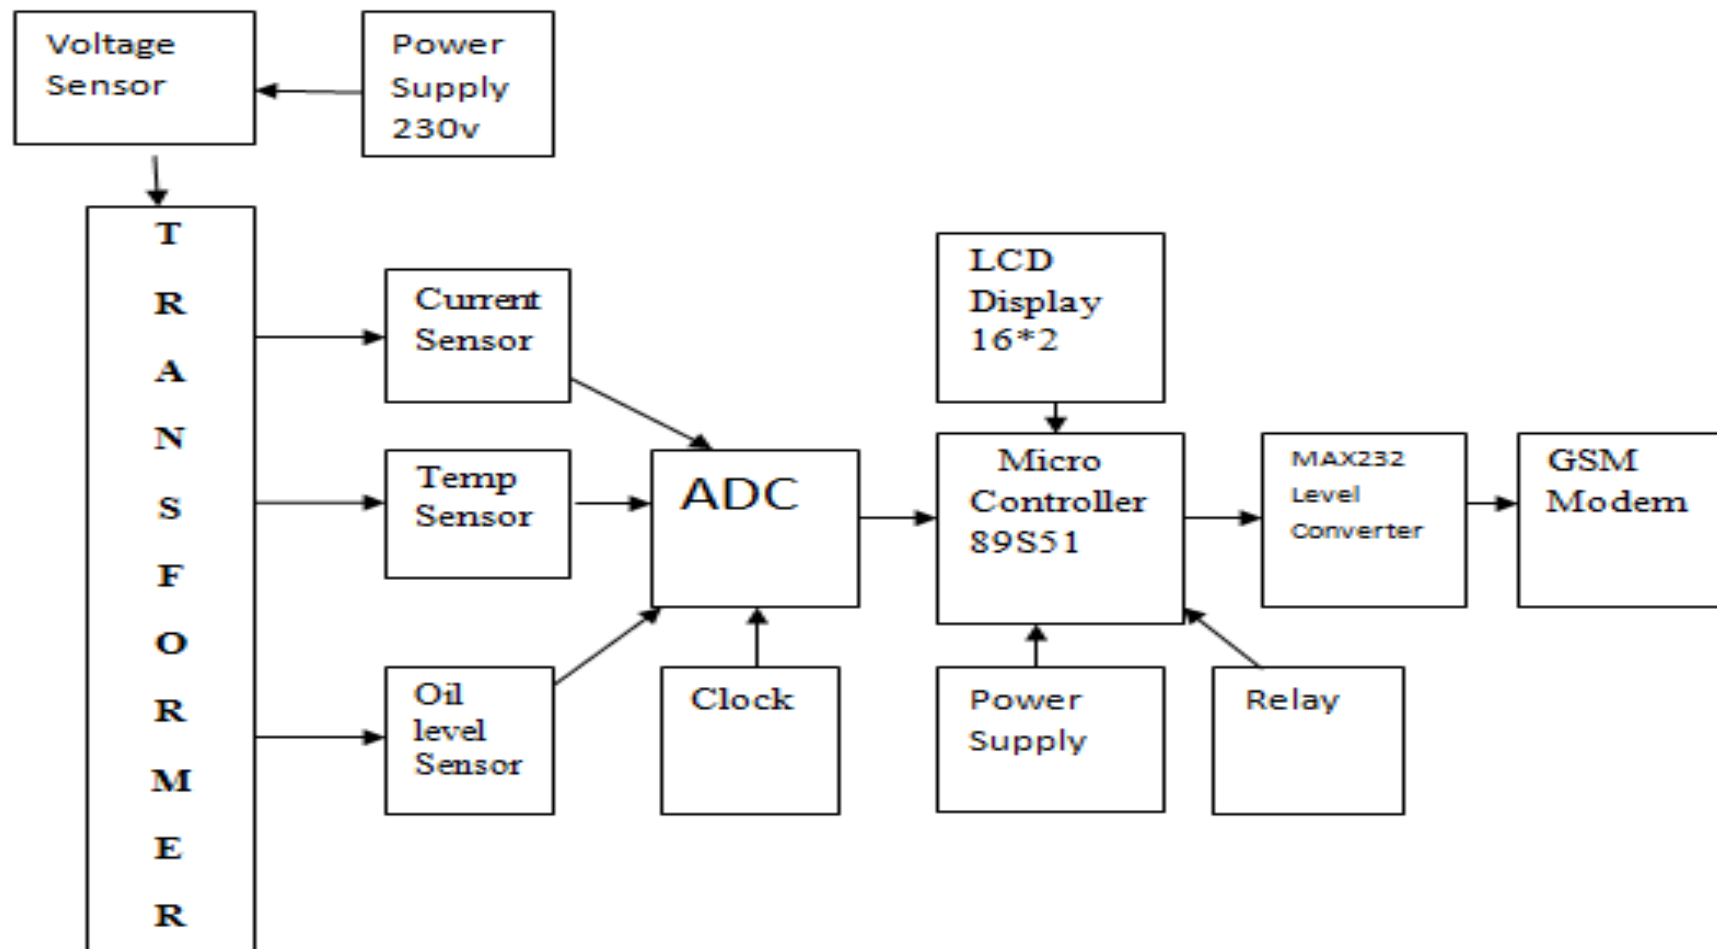 Voltage
Sensor
Power
Supply
230v
T
R
A
N
S
F
O
R
M
E
R
Current
Sensor
Temp
Sensor
Oil
level
Sensor
ADC
Clock
LCD
Display
16*2
Micro
Controller
89S51
Power
Supply
Relay
MAX232
Level
Converter
GSM
Modem